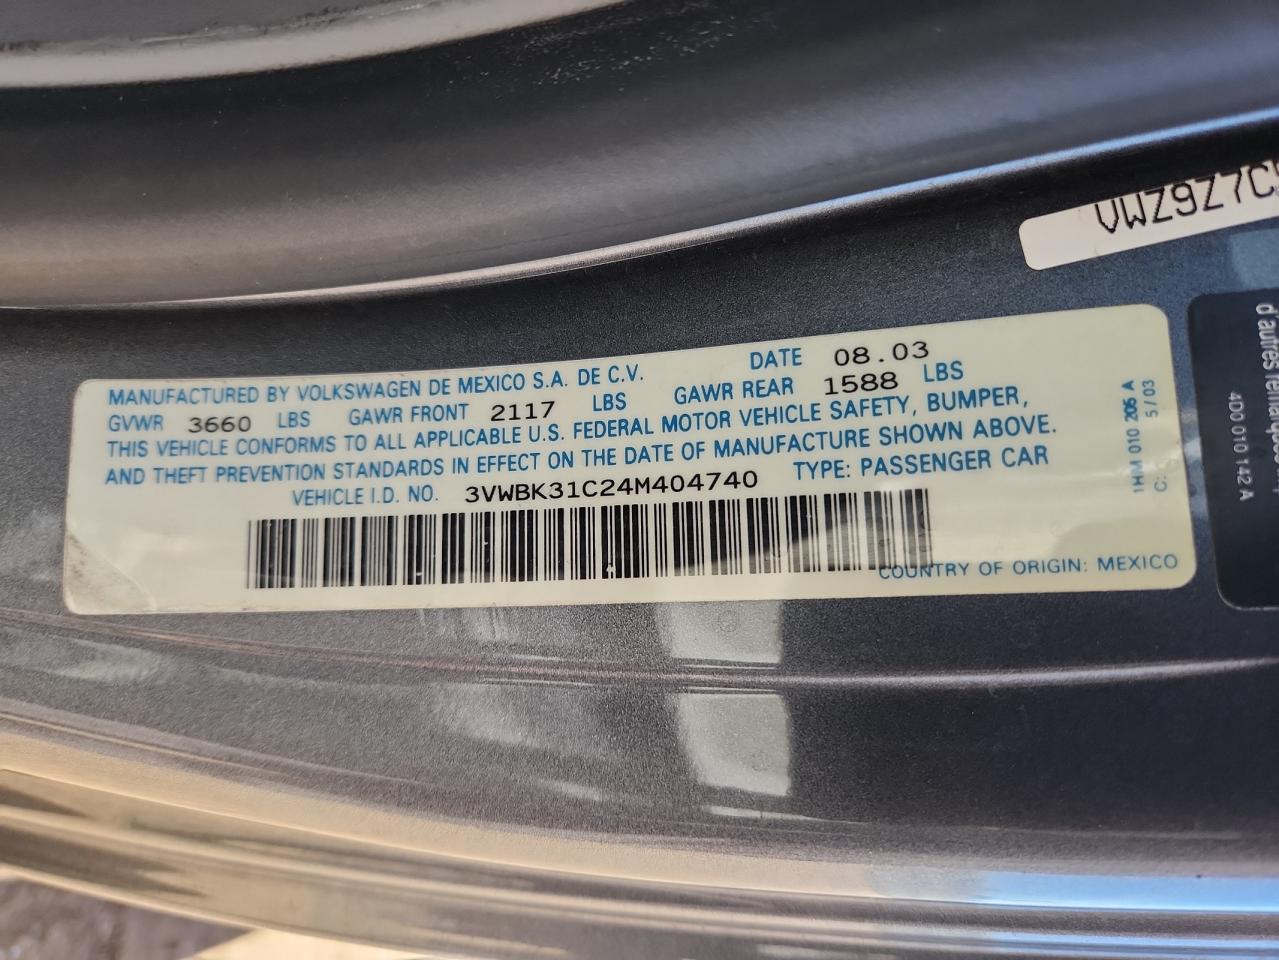 VWZ9Z7C
MANUFACTURED BY VOLKSWAGEN DE MEXICO S.A. DE C.V. DATE 08.03
GVWR 3660 LBS GAWR FRONT 2117 LBS GAWR REAR 1588 LBS
THIS VEHICLE CONFORMS TO ALL APPLICABLE U.S. FEDERAL MOTOR VEHICLE SAFETY, BUMPER,
AND THEFT PREVENTION STANDARDS IN EFFECT ON THE DATE OF MANUFACTURE SHOWN ABOVE.
VEHICLE I.D. NO. 3VWBK31C24M404740 TYPE: PASSENGER CAR
COUNTRY OF ORIGIN: MEXICO
1HM 010 206 A
C: 5/03
d'autres
4D0 010 142 A